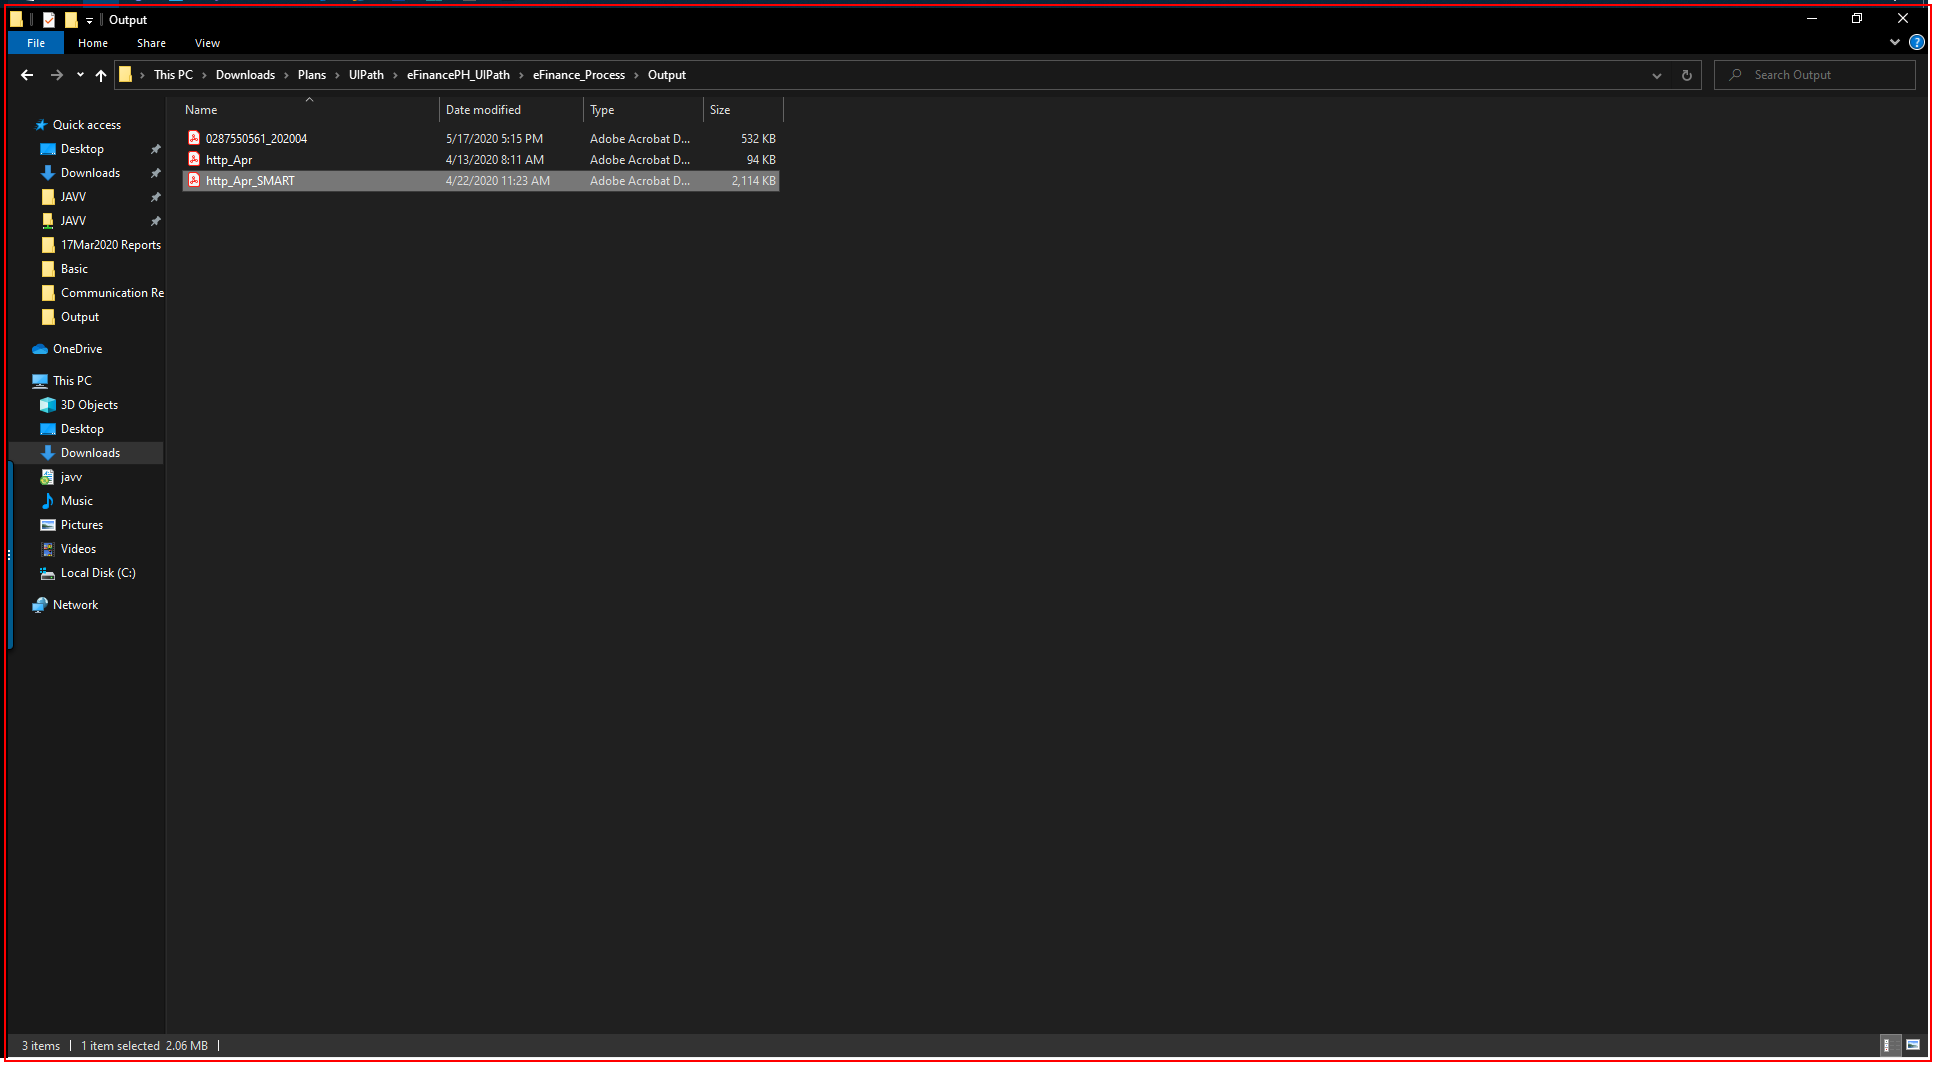 Output
File Home Share View
This PC Downloads Plans UIPath eFinancePH_UIPath eFinance_Process Output
Search Output
Name Date modified Type Size
0287550561_202004 5/17/2020 5:15 PM Adobe Acrobat D... 532 KB
http_Apr 4/13/2020 8:11 AM Adobe Acrobat D... 94 KB
http_Apr_SMART 4/22/2020 11:23 AM Adobe Acrobat D... 2,114 KB
Quick access
Desktop
Downloads
JAVV
JAVV
17Mar2020 Reports
Basic
Communication Re
Output
OneDrive
This PC
3D Objects
Desktop
Downloads
javv
Music
Pictures
Videos
Local Disk (C:)
Network
3 items 1 item selected 2.06 MB